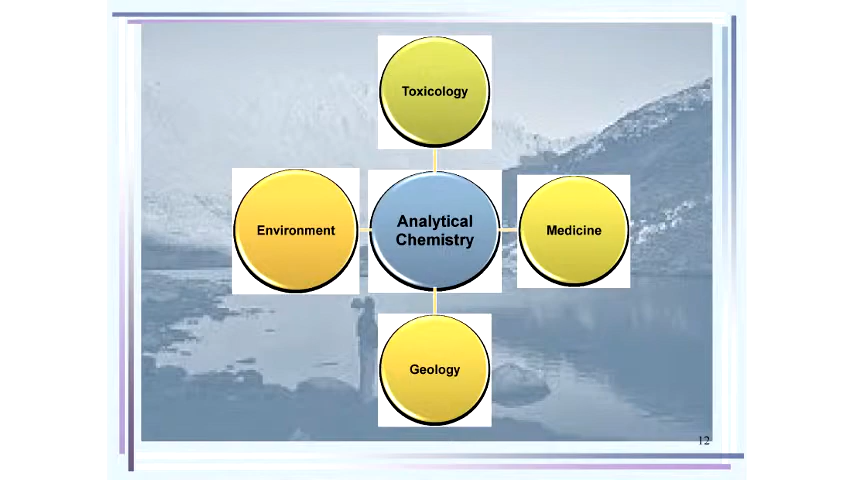 Toxicology
Environment
Analytical
Chemistry
Medicine
Geology
12